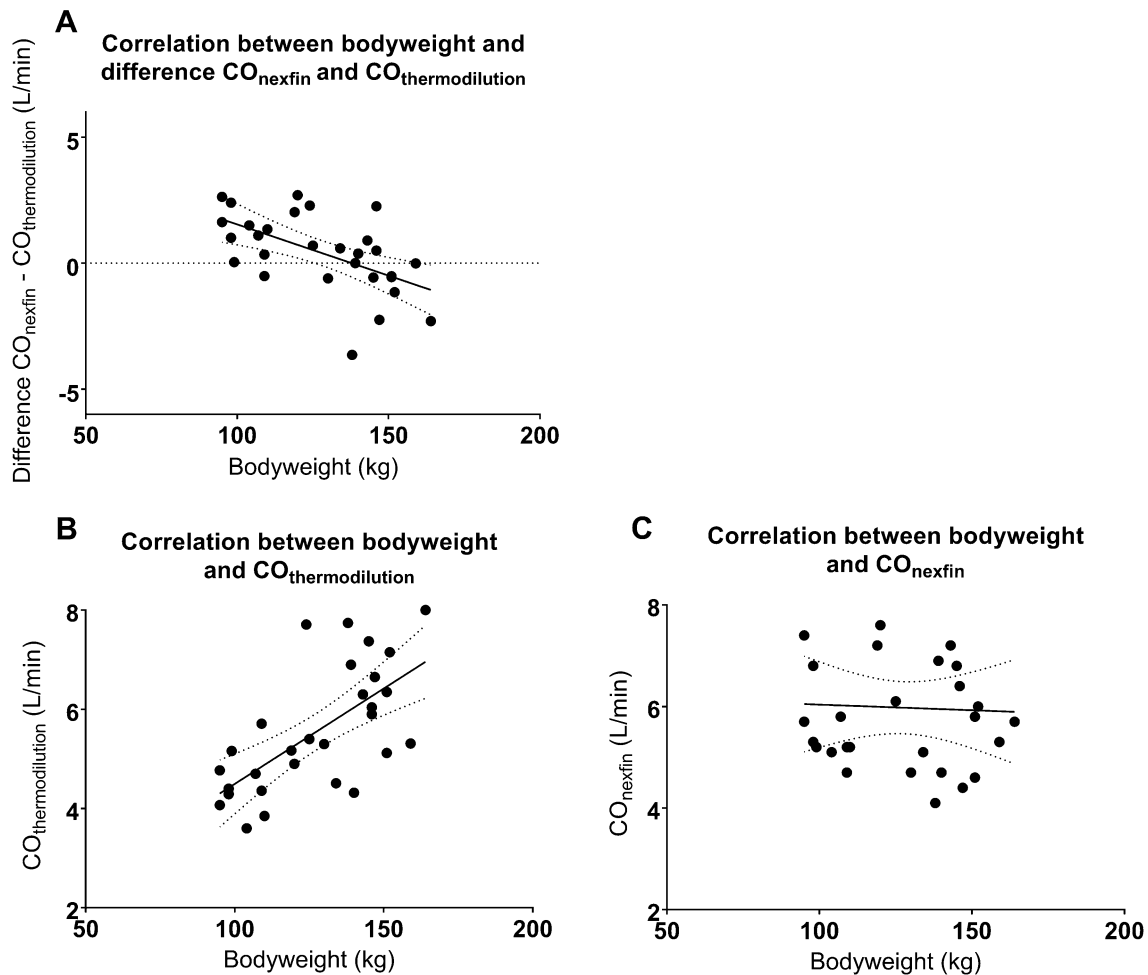 A
Correlation between bodyweight and
difference COnexfin and COthermodilution
Difference COnexfin - COthermodilution (L/min)
5
0
-5
50 100 150 200
Bodyweight (kg)
B
Correlation between bodyweight
and COthermodilution
COthermodilution (L/min)
8
6
4
2
50 100 150 200
Bodyweight (kg)
C
Correlation between bodyweight
and COnexfin
COnexfin (L/min)
8
6
4
2
50 100 150 200
Bodyweight (kg)